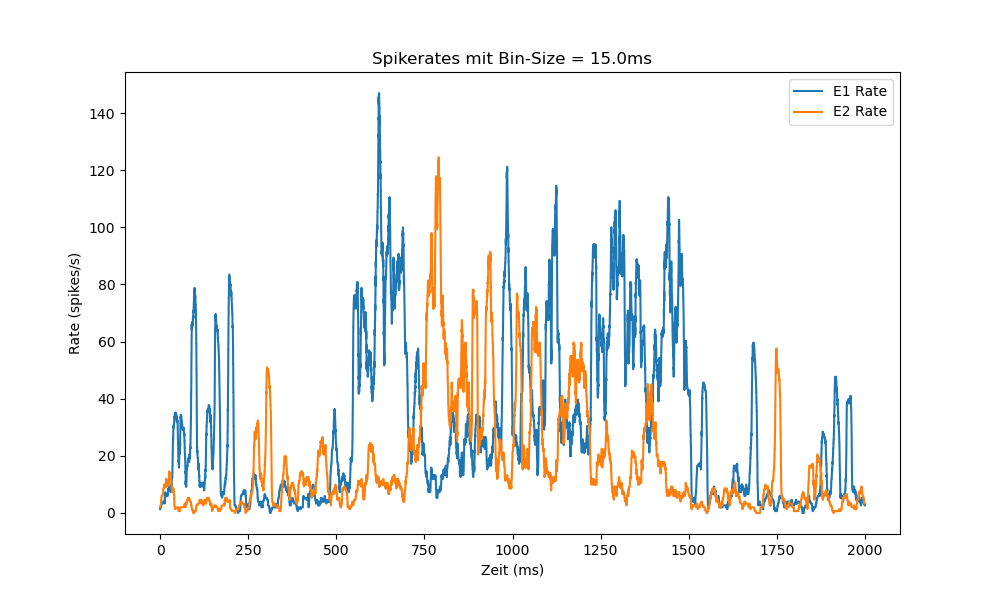 Spikerates mit Bin-Size = 15.0ms
E1 Rate
E2 Rate
Rate (spikes/s)
140
120
100
80
60
40
20
0
0 250 500 750 1000 1250 1500 1750 2000
Zeit (ms)